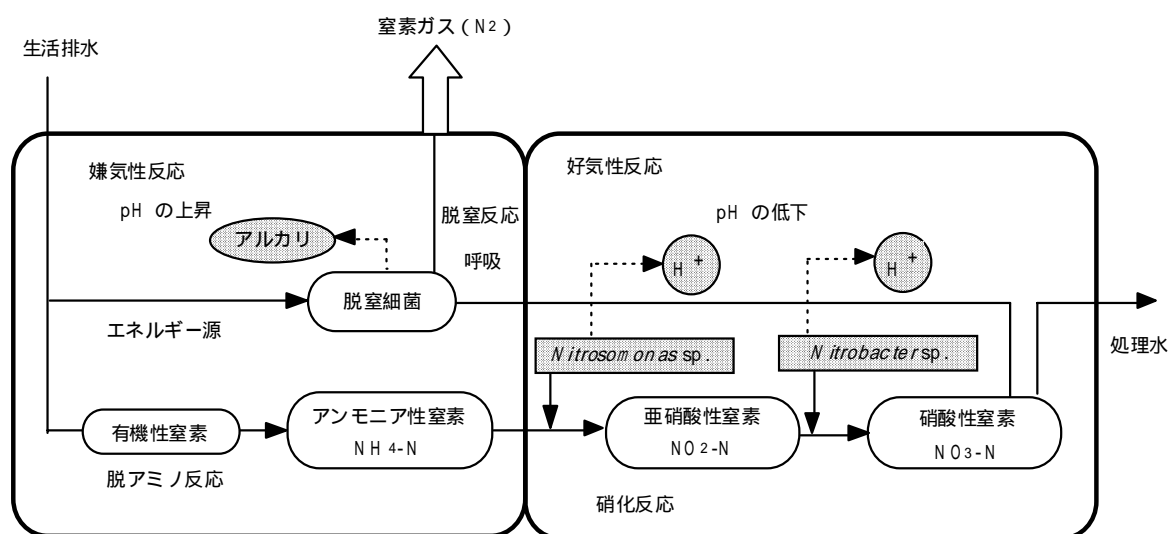 窒素ガス(N2)
生活排水
嫌気性反応
pH の上昇
アルカリ
脱窒反応
呼吸
脱窒細菌
エネルギー源
有機性窒素
脱アミノ反応
アンモニア性窒素
NH4-N
好気性反応
pH の低下
H+
H+
Nitrosomonas sp.
Nitrobacter sp.
亜硝酸性窒素
NO2-N
硝酸性窒素
NO3-N
硝化反応
処理水